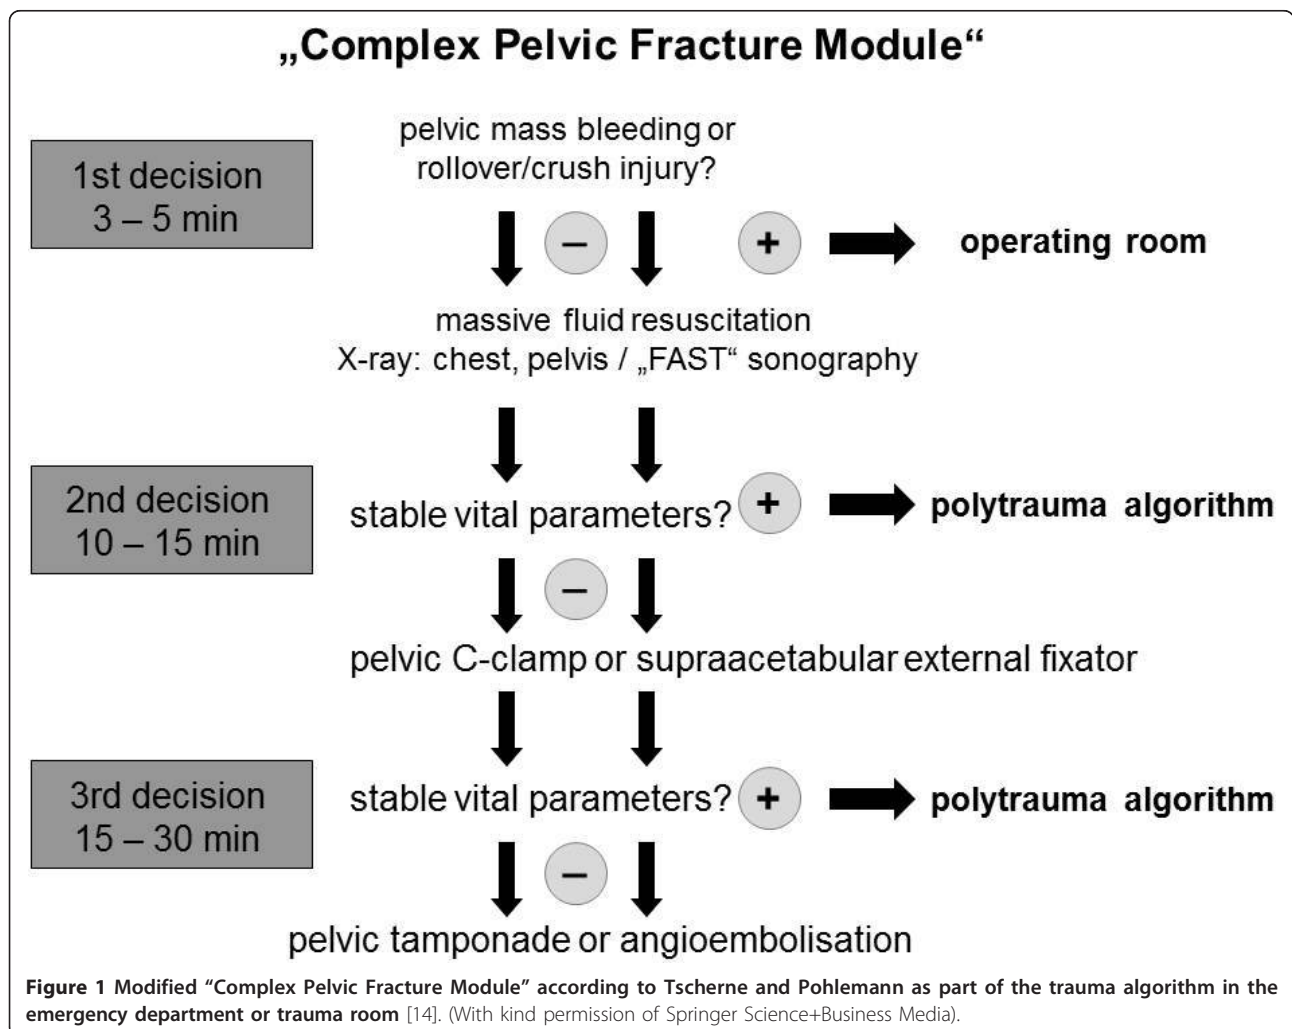 „Complex Pelvic Fracture Module“
1st decision
3 – 5 min
pelvic mass bleeding or
rollover/crush injury?
–
+
operating room
massive fluid resuscitation
X-ray: chest, pelvis / „FAST“ sonography
2nd decision
10 – 15 min
stable vital parameters?
+
polytrauma algorithm
–
pelvic C-clamp or supraacetabular external fixator
3rd decision
15 – 30 min
stable vital parameters?
+
polytrauma algorithm
–
pelvic tamponade or angioembolisation
Figure 1 Modified “Complex Pelvic Fracture Module” according to Tscherne and Pohlemann as part of the trauma algorithm in the
emergency department or trauma room [14]. (With kind permission of Springer Science+Business Media).